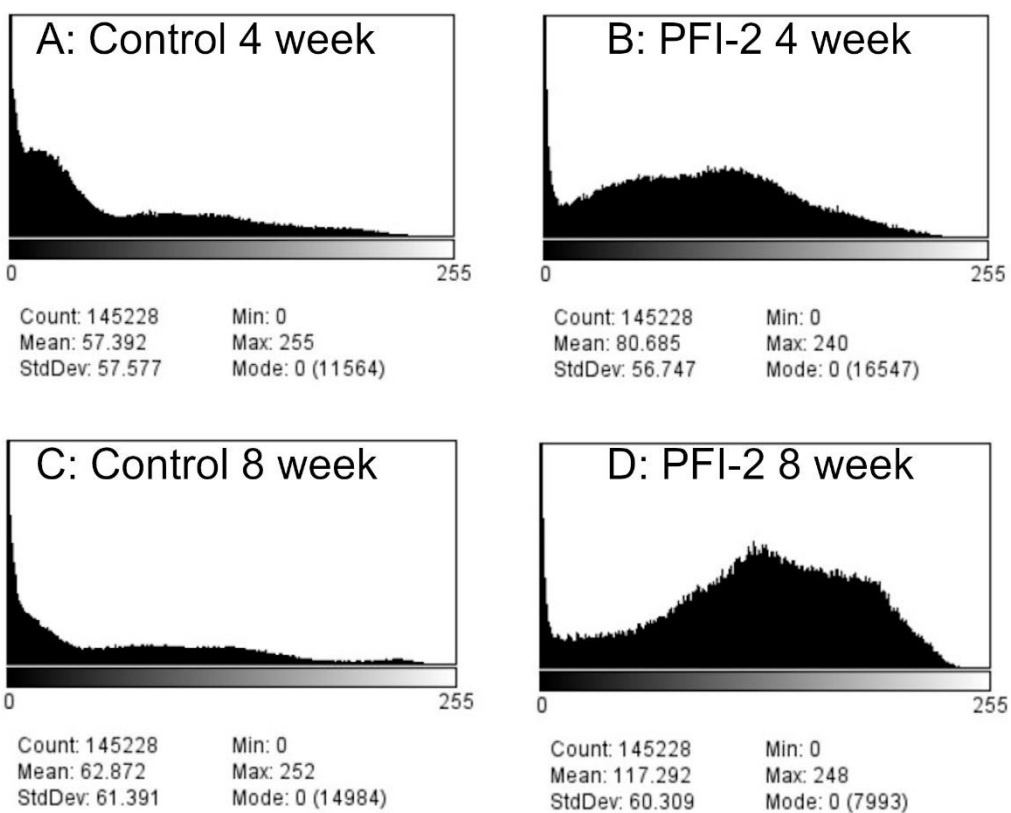 A: Control 4 week
0 255
Count: 145228 Min: 0
Mean: 57.392 Max: 255
StdDev: 57.577 Mode: 0 (11564)
B: PFI-2 4 week
0 255
Count: 145228 Min: 0
Mean: 80.685 Max: 240
StdDev: 56.747 Mode: 0 (16547)
C: Control 8 week
0 255
Count: 145228 Min: 0
Mean: 62.872 Max: 252
StdDev: 61.391 Mode: 0 (14984)
D: PFI-2 8 week
0 255
Count: 145228 Min: 0
Mean: 117.292 Max: 248
StdDev: 60.309 Mode: 0 (7993)